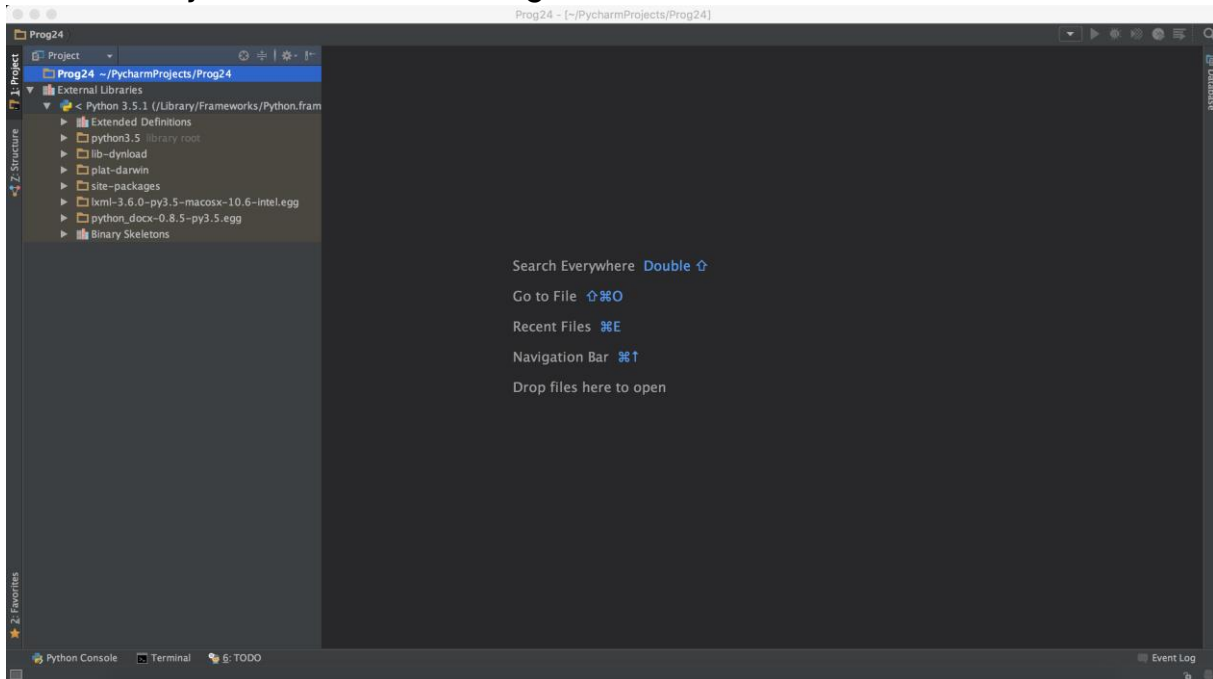 Prog24 - [~/PycharmProjects/Prog24]
Prog24
Project
Prog24 ~/PycharmProjects/Prog24
External Libraries
< Python 3.5.1 (/Library/Frameworks/Python.fram
Extended Definitions
python3.5 library root
lib-dynload
plat-darwin
site-packages
lxml-3.6.0-py3.5-macosx-10.6-intel.egg
python_docx-0.8.5-py3.5.egg
Binary Skeletons
1: Project
Z: Structure
2: Favorites
Database
Search Everywhere Double ⇧
Go to File ⇧⌘O
Recent Files ⌘E
Navigation Bar ⌘↑
Drop files here to open
Python Console
Terminal
6: TODO
Event Log